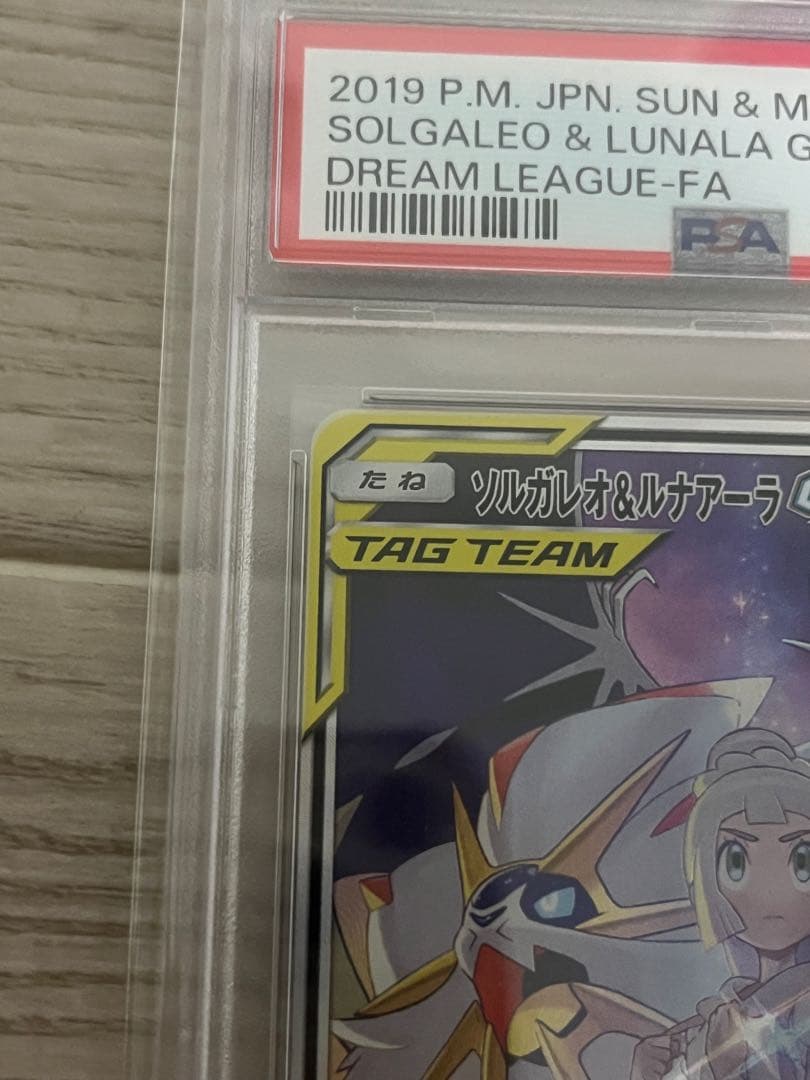 2019 P.M. JPN. SUN & M
SOLGALEO & LUNALA G
DREAM LEAGUE-FA
PSA
たね ソルガレオ&ルナアーラ
TAG TEAM